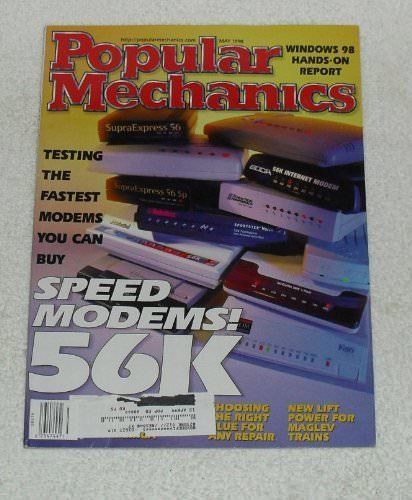 http://popularmechanics.com
MAY 1998
Popular
Mechanics
WINDOWS 98
HANDS-ON
REPORT
SupraExpress 56
TESTING
THE
FASTEST
MODEMS
YOU CAN
BUY
SupraExpress 56 Sp
56K INTERNET MODEM
SPORTSTER
SPEED
MODEMS!
56K
CHOOSING
THE RIGHT
GLUE FOR
ANY REPAIR
NEW LIFT
POWER FOR
MAGLEV
TRAINS